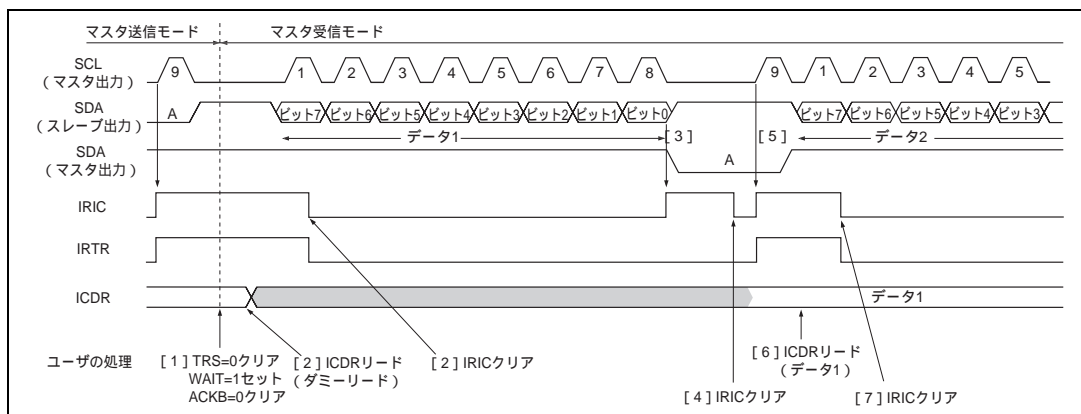 マスタ送信モード マスタ受信モード
SCL
（マスタ出力）
9 1 2 3 4 5 6 7 8 9 1 2 3 4 5
SDA
（スレーブ出力）
A ビット7 ビット6 ビット5 ビット4 ビット3 ビット2 ビット1 ビット0 ビット7 ビット6 ビット5 ビット4 ビット3
データ1 [ 3 ] [ 5 ] データ2
SDA
（マスタ出力）
A
IRIC
IRTR
ICDR
データ1
ユーザの処理
[ 1 ] TRS=0クリア
WAIT=1セット
ACKB=0クリア
[ 2 ] ICDRリード
（ダミーリード）
[ 2 ] IRICクリア
[ 4 ] IRICクリア
[ 6 ] ICDRリード
（データ1）
[ 7 ] IRICクリア